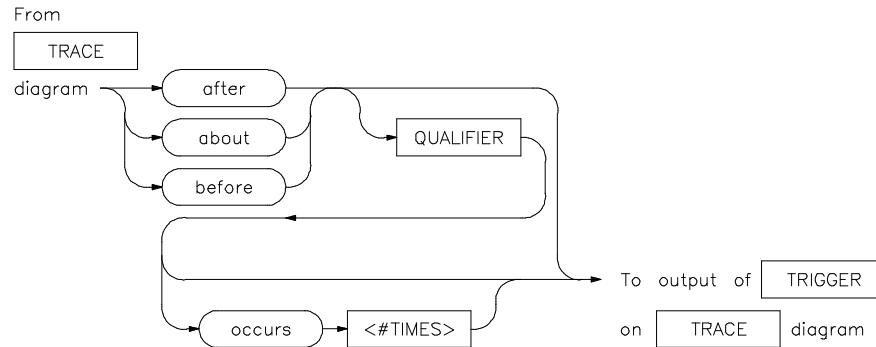 From
TRACE
diagram after
about QUALIFIER
before
To output of TRIGGER
occurs <#TIMES> on TRACE diagram